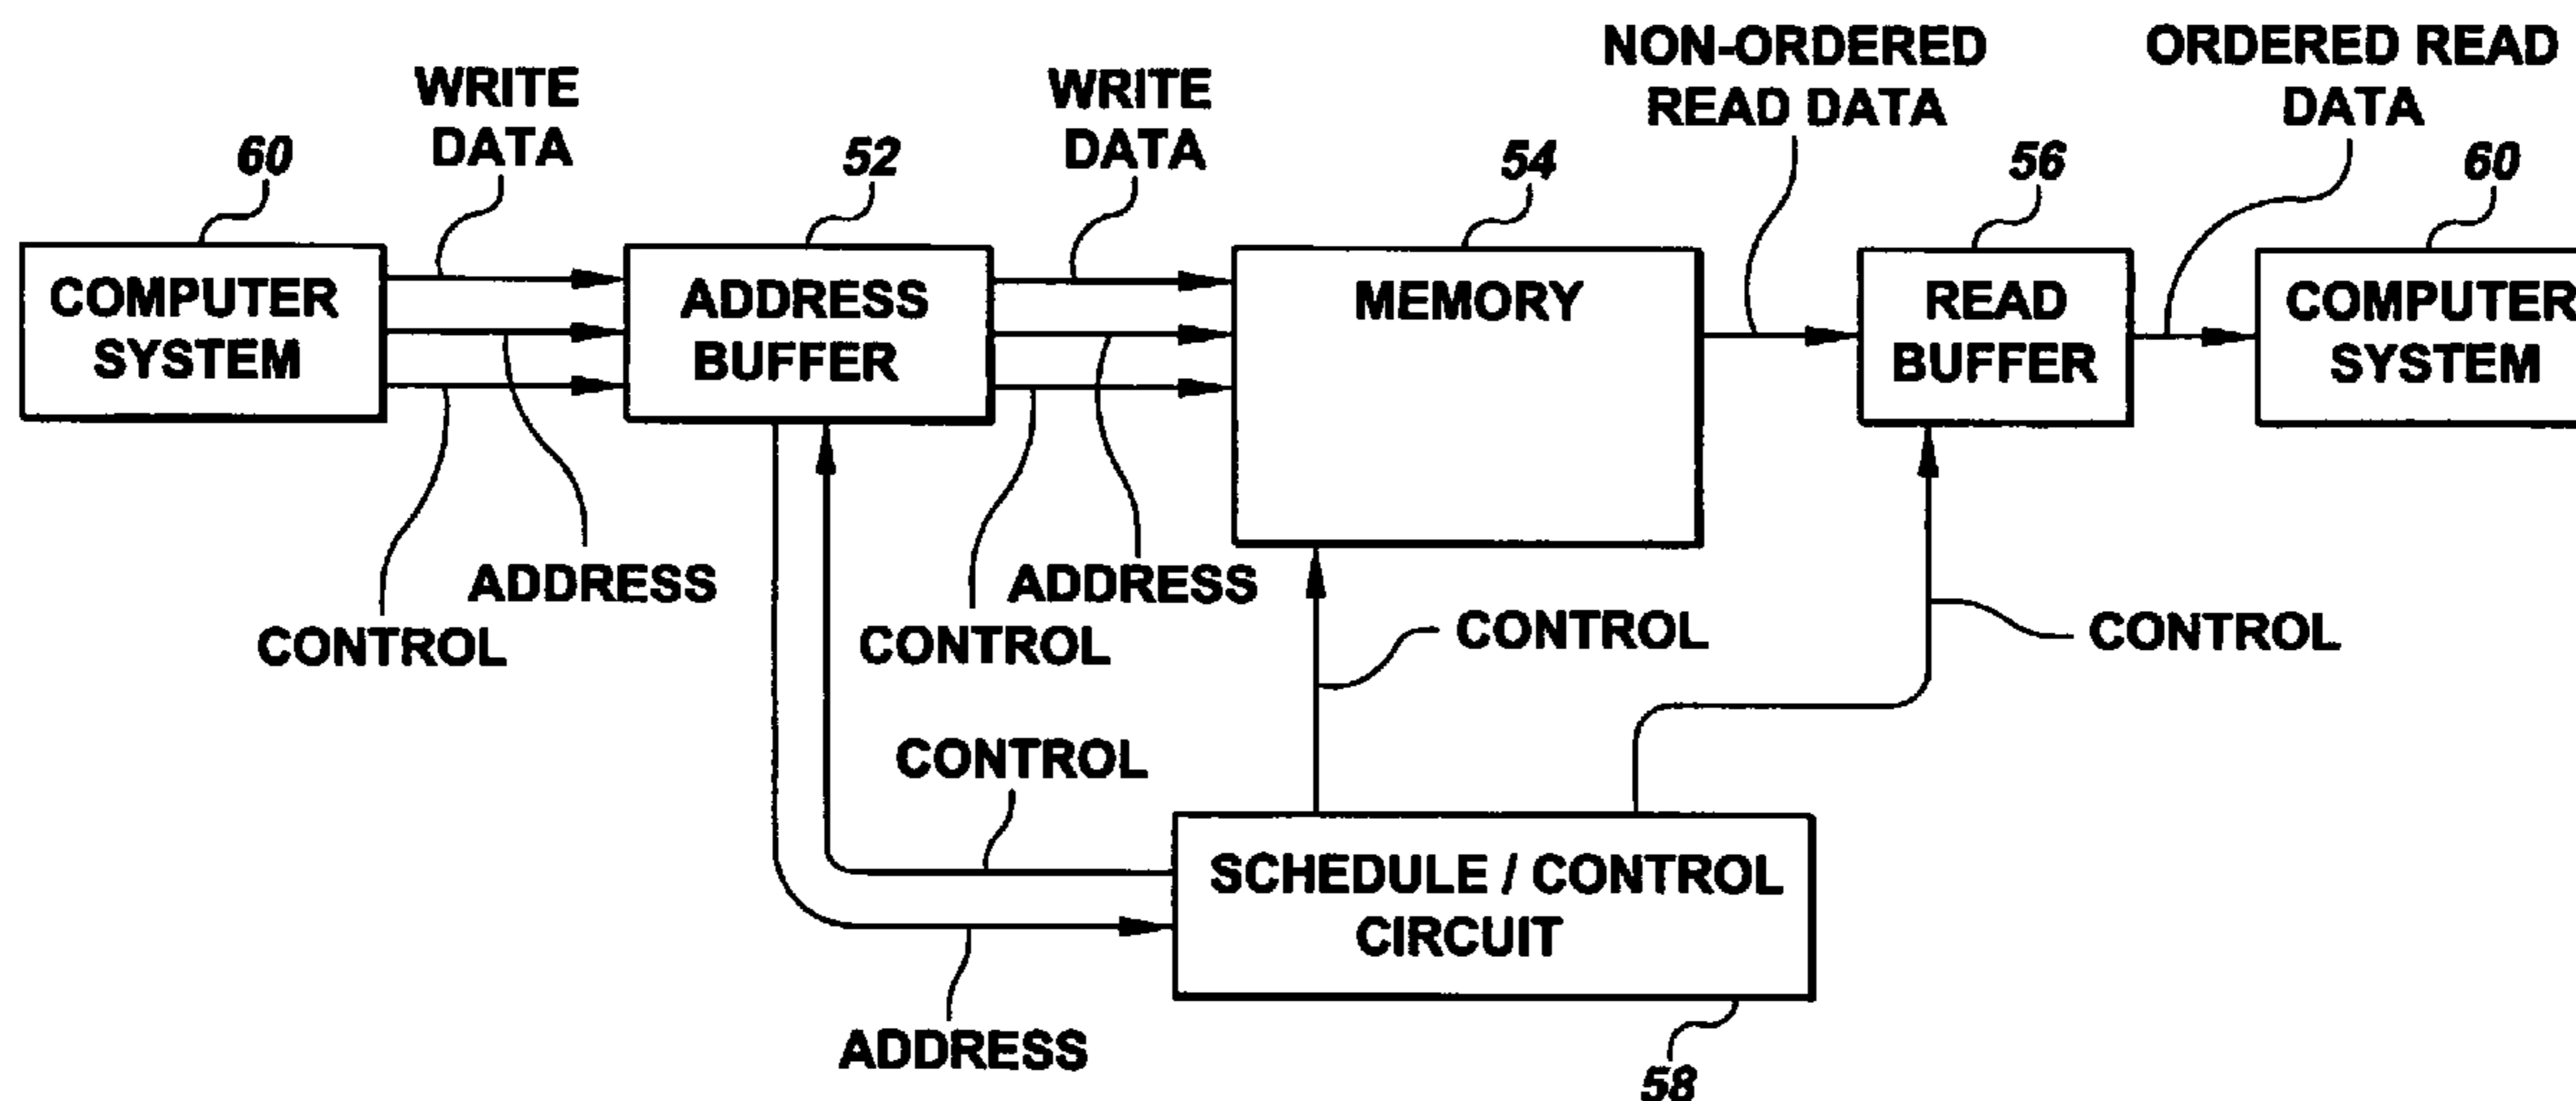 NON-ORDERED
READ DATA
ORDERED READ
DATA
WRITE
DATA
WRITE
DATA
60
52
54
56
60
COMPUTER
SYSTEM
ADDRESS
BUFFER
MEMORY
READ
BUFFER
COMPUTER
SYSTEM
ADDRESS
CONTROL
ADDRESS
CONTROL
CONTROL
CONTROL
CONTROL
SCHEDULE / CONTROL
CIRCUIT
ADDRESS
58